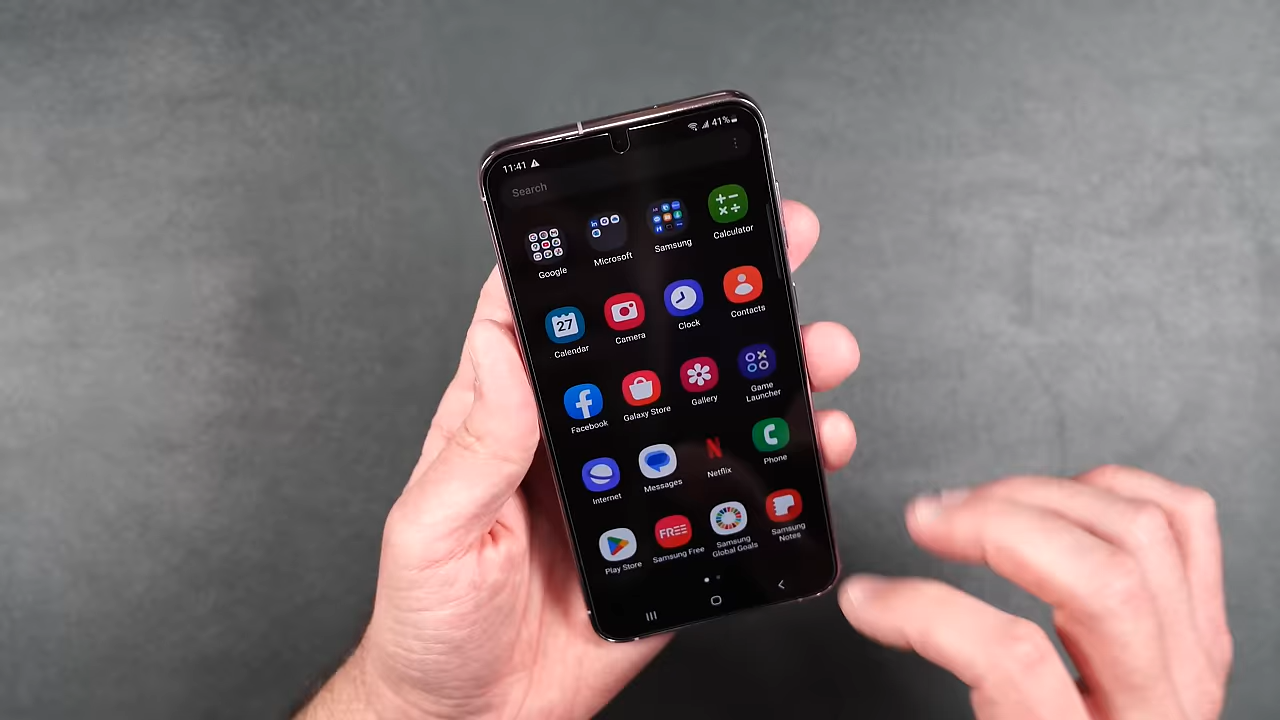 11:41
41%
Search
Google
Microsoft
Samsung
Calculator
27
Calendar
Camera
Clock
Contacts
Facebook
Galaxy Store
Gallery
Game
Launcher
Internet
Messages
N
Netflix
Phone
Play Store
FREE
Samsung Free
Samsung
Global Goals
Samsung
Notes